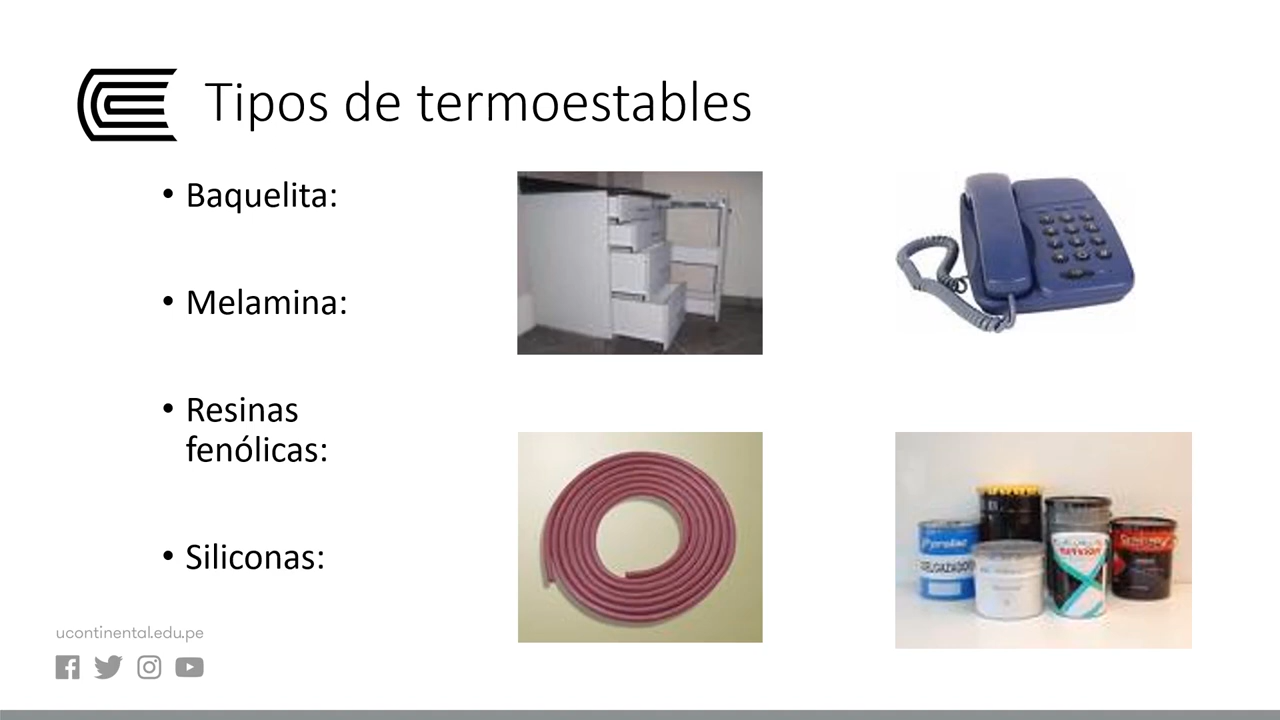 Tipos de termoestables
• Baquelita:
• Melamina:
• Resinas
fenólicas:
• Siliconas:
ucontinental.edu.pe